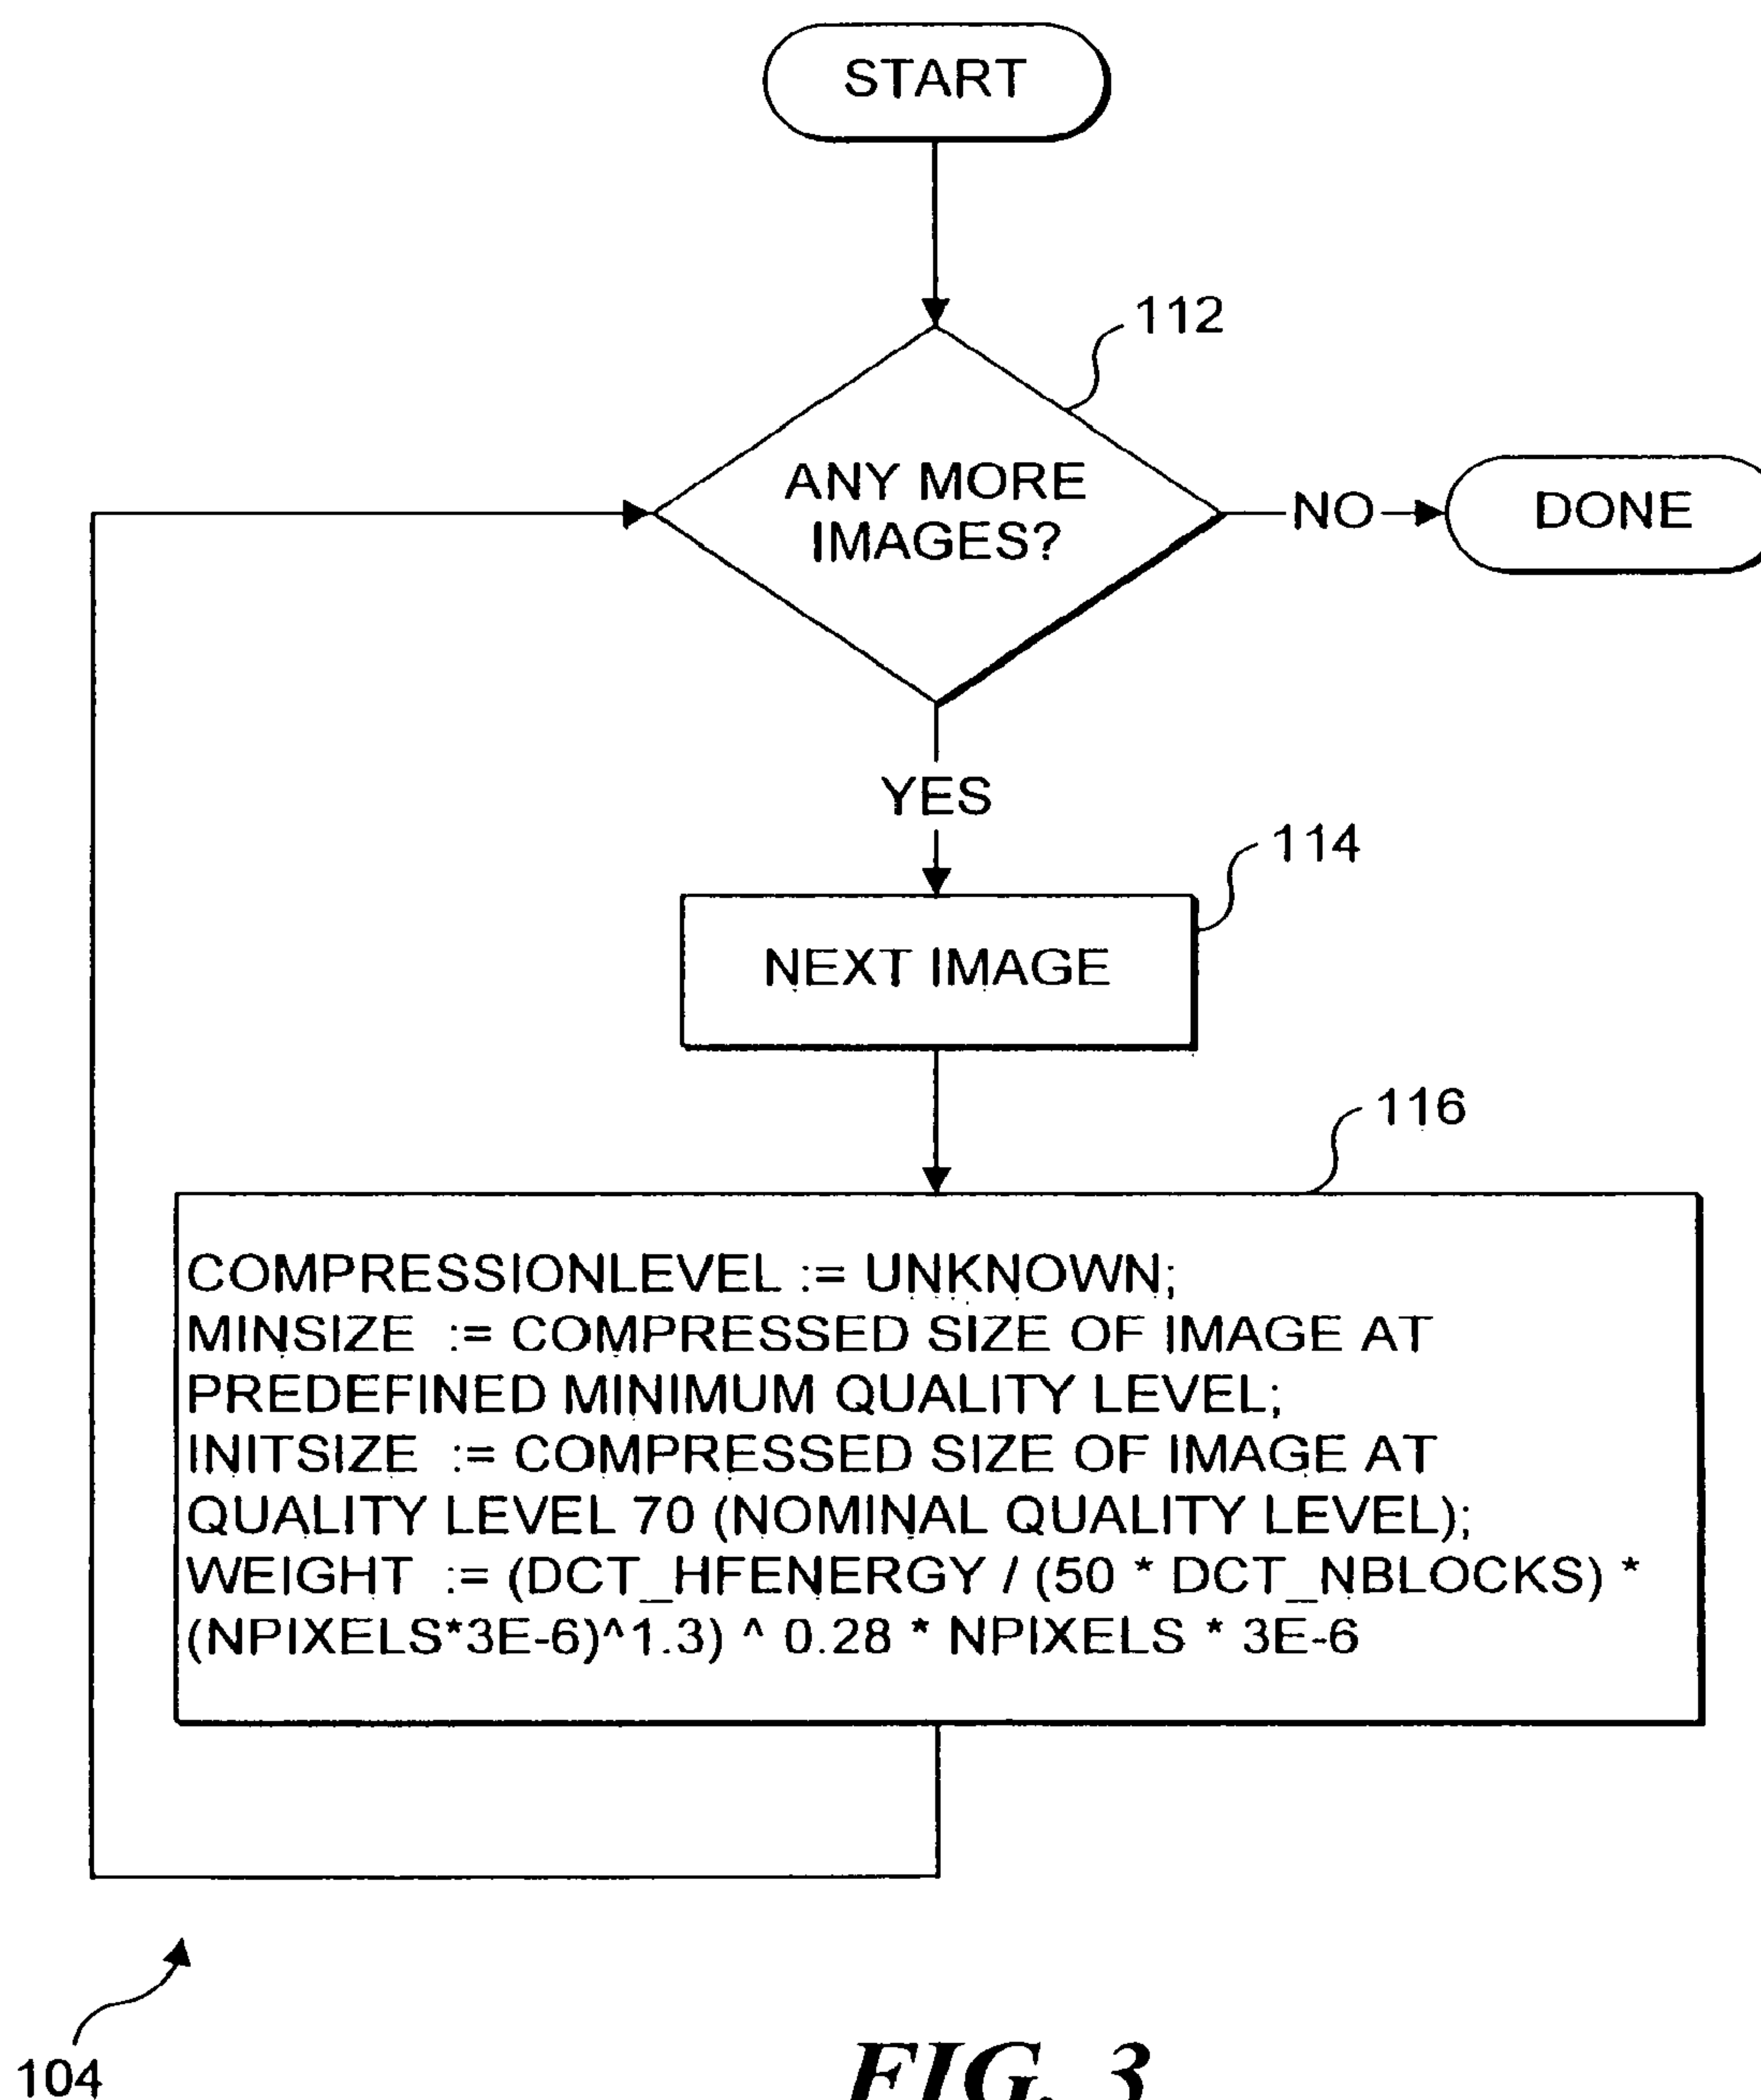 START
112
ANY MORE
IMAGES?
NO
DONE
YES
114
NEXT IMAGE
116
COMPRESSIONLEVEL := UNKNOWN;
MINSIZE := COMPRESSED SIZE OF IMAGE AT
PREDEFINED MINIMUM QUALITY LEVEL;
INITSIZE := COMPRESSED SIZE OF IMAGE AT
QUALITY LEVEL 70 (NOMINAL QUALITY LEVEL);
WEIGHT := (DCT_HFENERGY / (50 * DCT_NBLOCKS) *
(NPIXELS*3E-6)^1.3) ^ 0.28 * NPIXELS * 3E-6
104
FIG. 3